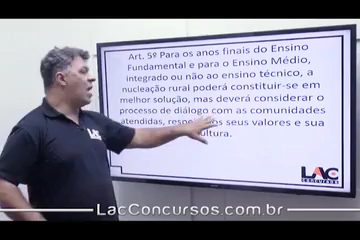 Art. 5º Para os anos finais do Ensino
Fundamental e para o Ensino Médio,
integrado ou não ao ensino técnico, a
nucleação rural poderá constituir-se em
melhor solução, mas deverá considerar o
processo de diálogo com as comunidades
atendidas, seus valores e sua
LAC
LAC
CONCURSOS
LacConcursos.com.br